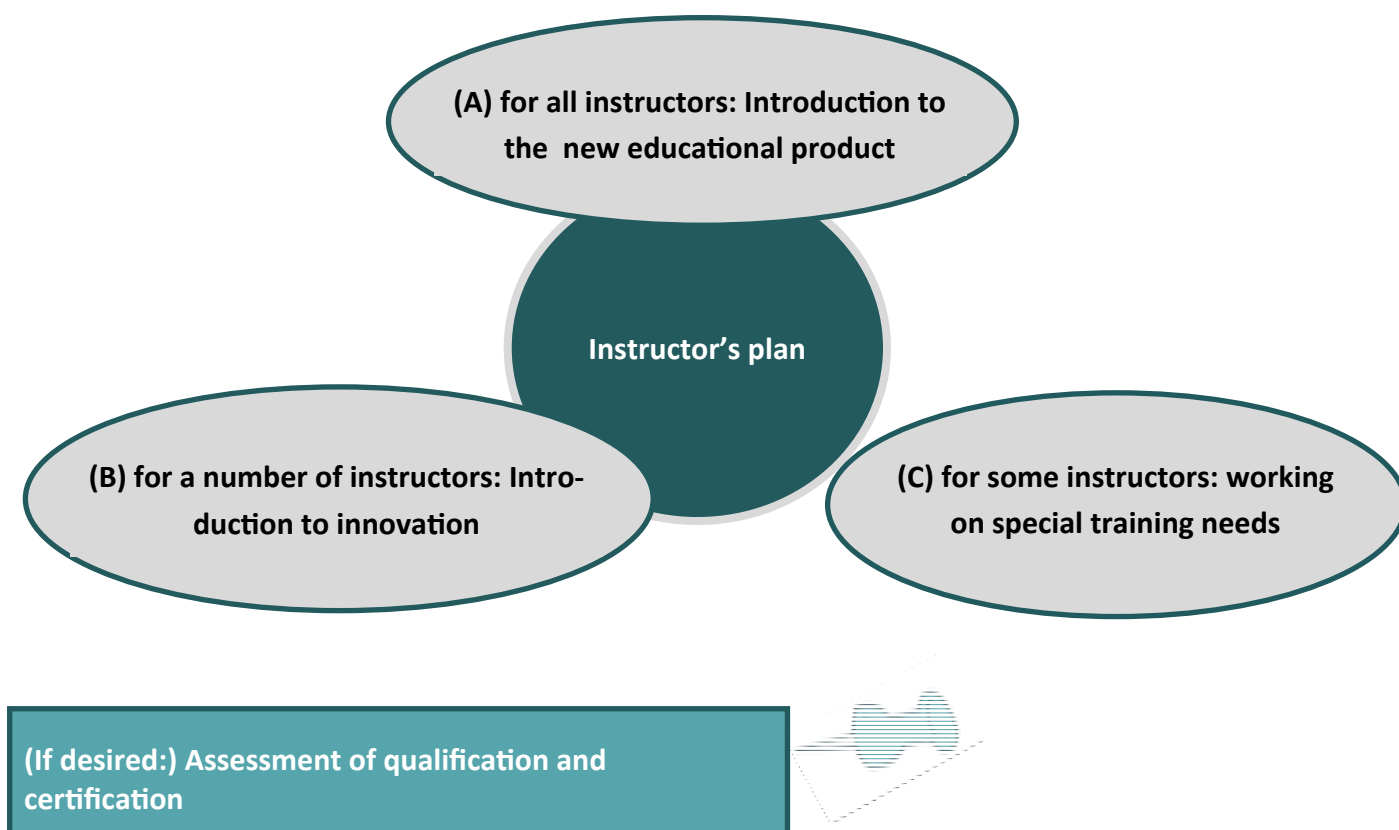 (A) for all instructors: Introduction to
the new educational product
Instructor’s plan
(B) for a number of instructors: Intro-
duction to innovation
(C) for some instructors: working
on special training needs
(If desired:) Assessment of qualification and
certification